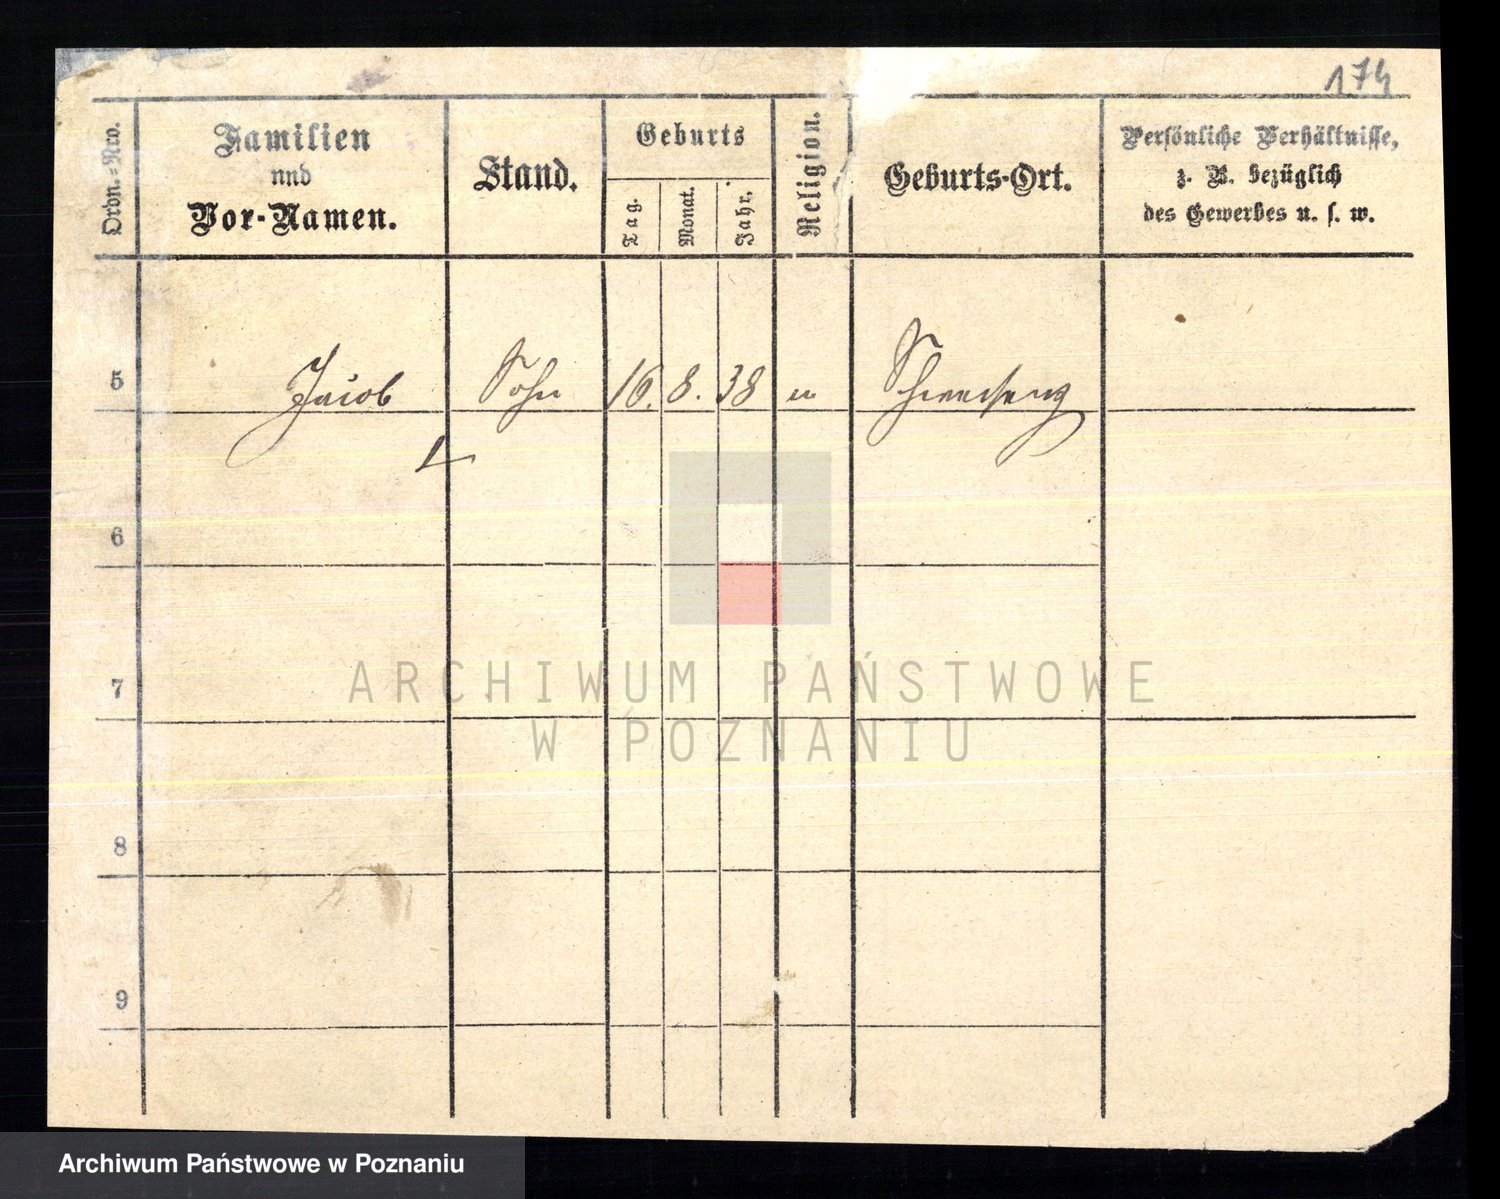 174
Ordn.-Nro.
Familien
und
Vor-Namen.
Stand.
Geburts
Tag.
Monat.
Jahr.
Religion.
Geburts-Ort.
Persönliche Verhältnisse,
z. B. bezüglich
des Gewerbes u. s. w.
5 Jacob Sohn 16. 8. 38
6
7
8
9
ARCHIWUM PAŃSTWOWE
W POZNANIU
Archiwum Państwowe w Poznaniu